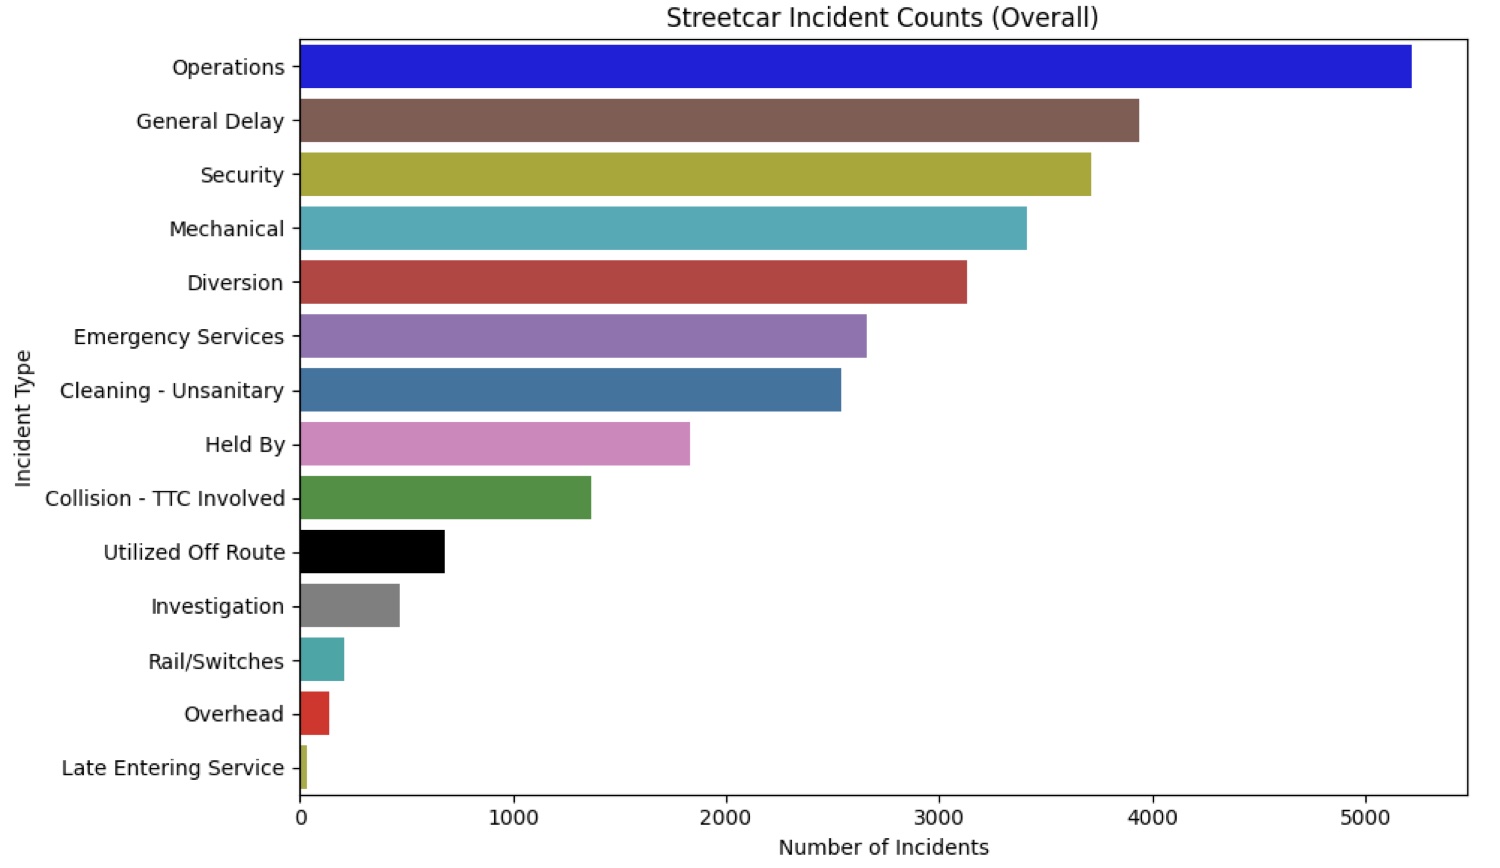 Streetcar Incident Counts (Overall)
Operations
General Delay
Security
Mechanical
Diversion
Emergency Services
Cleaning - Unsanitary
Held By
Collision - TTC Involved
Utilized Off Route
Investigation
Rail/Switches
Overhead
Late Entering Service
Incident Type
0 1000 2000 3000 4000 5000
Number of Incidents